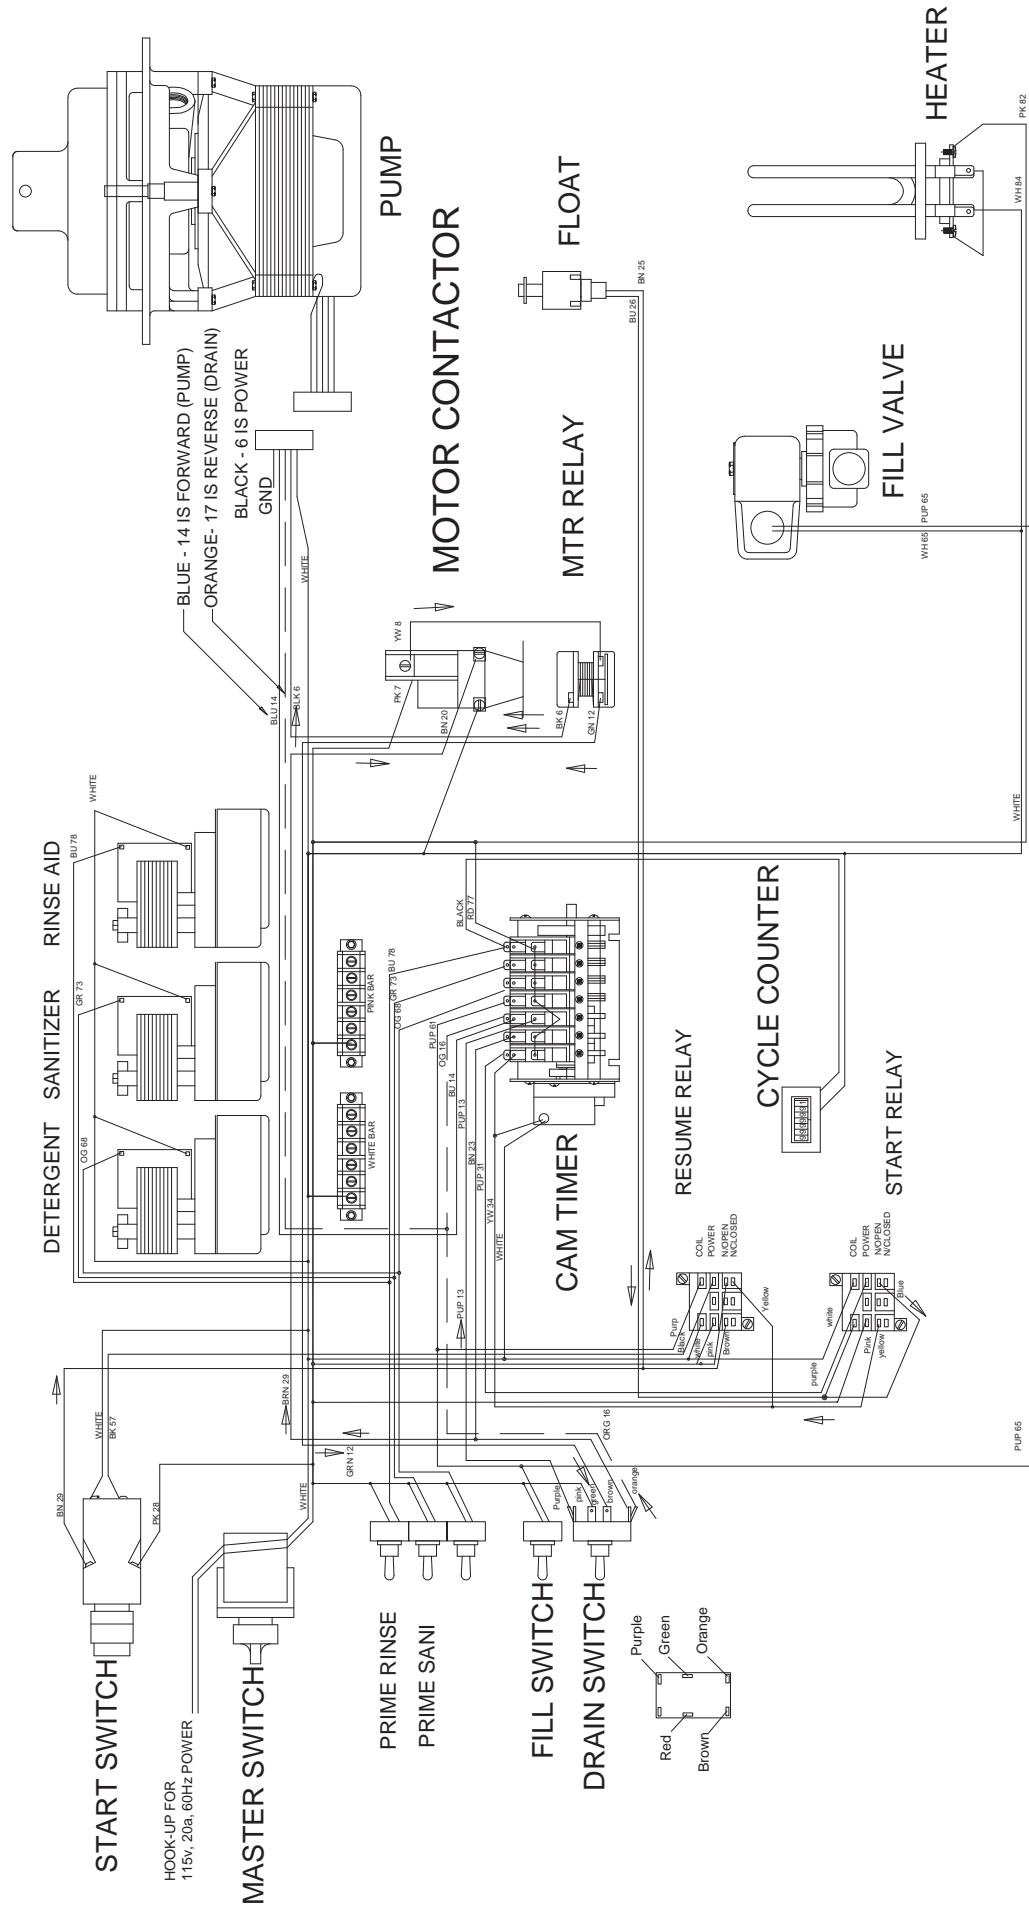 START SWITCH
HOOK-UP FOR
115v, 20a, 60Hz POWER
MASTER SWITCH
BN 29
WHITE
BK 57
PK 28
WHITE
GRN 12
BRN 29
DETERGENT
SANITIZER
RINSE AID
OG 68
GR 73
BU 78
WHITE
WHITE BAR
PINK BAR
BLUE - 14 IS FORWARD (PUMP)
ORANGE- 17 IS REVERSE (DRAIN)
BLACK - 6 IS POWER
GND
BLU 14
BLK 6
WHITE
PUMP
MOTOR CONTACTOR
PK 7
YW 8
BN 20
MTR RELAY
BK 6
GN 12
FLOAT
BU 26
BN 25
PRIME RINSE
PRIME SANI
FILL SWITCH
DRAIN SWITCH
Purple
pink
green
brown
orange
ORG 16
PUP 13
Purple
Green
Orange
Red
Brown
CAM TIMER
BLACK
RD 77
BU 78
GR 73
OG 68
PUP 61
OG 16
BU 14
PUP 13
BN 23
PUP 31
YW 34
WHITE
RESUME RELAY
COIL
POWER
N/OPEN
N/CLOSED
Purp
Black
white
pink
Brown
Yellow
CYCLE COUNTER
9999991
START RELAY
COIL
POWER
N/OPEN
N/CLOSED
white
purple
Pink
yellow
Blue
FILL VALVE
WH 65
PUP 65
HEATER
WH 84
PK 82
WHITE
PUP 65